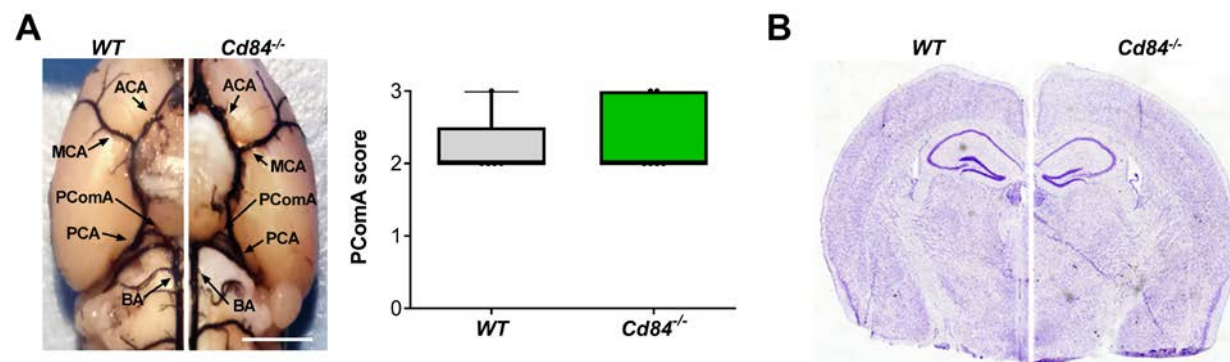 A
WT
Cd84-/-
ACA
ACA
MCA
MCA
PComA
PComA
PCA
PCA
BA
BA
PComA score
3
2
1
0
WT
Cd84-/-
B
WT
Cd84-/-